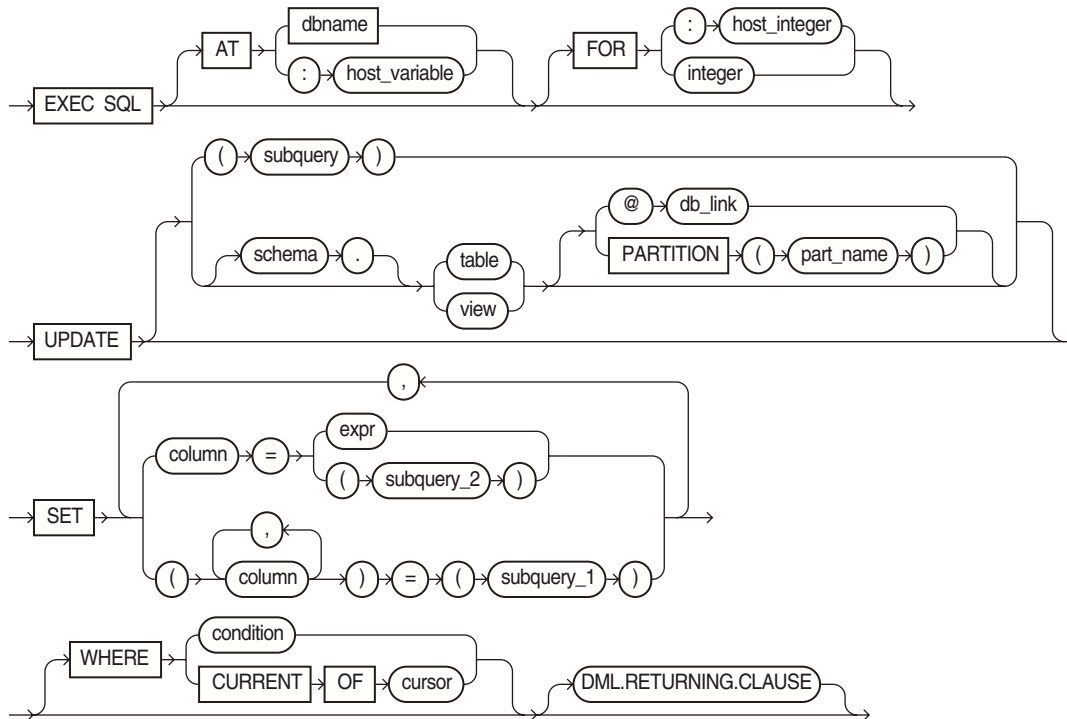 AT dbname
: host_variable
FOR : host_integer
integer
EXEC SQL
( subquery )
schema . table
view
@ db_link
PARTITION ( part_name )
UPDATE
,
column = expr
( subquery_2 )
SET
,
( column ) = ( subquery_1 )
WHERE condition
CURRENT OF cursor
DML.RETURNING.CLAUSE